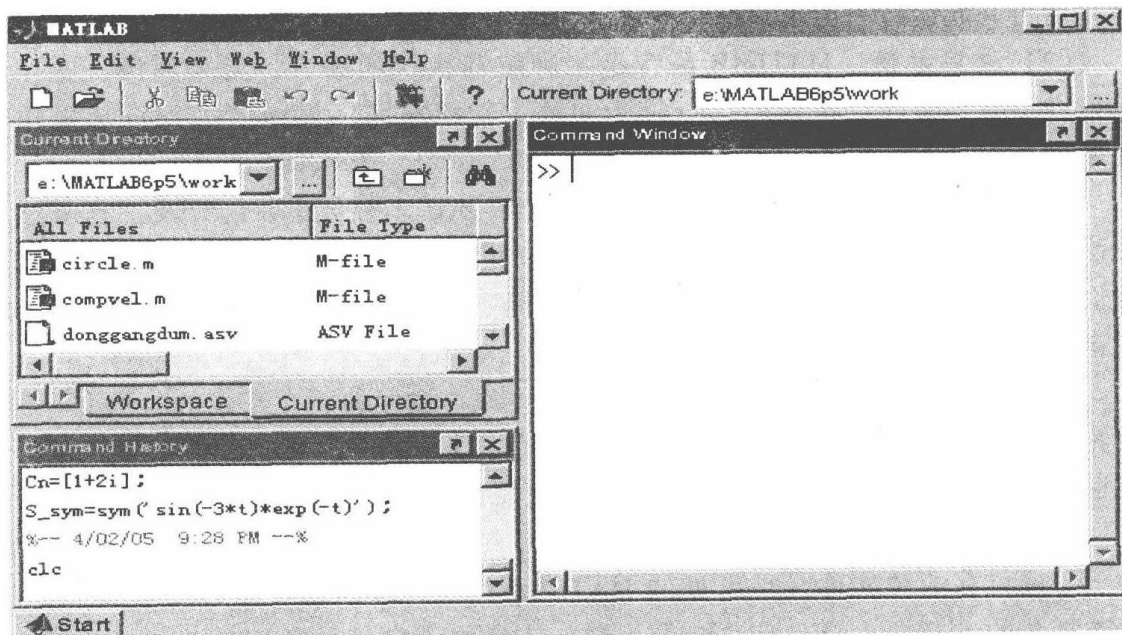 MATLAB
File Edit View Web Window Help
? Current Directory: e:\MATLAB6p5\work ...
Current Directory
e:\MATLAB6p5\work ...
All Files File Type
circle.m M-file
compvel.m M-file
donggangdum.asv ASV File
Workspace Current Directory
Command History
Cn=[1+2i];
S_sym=sym('sin(-3*t)*exp(-t)');
%-- 4/02/05 9:28 PM --%
clc
Command Window
>>
Start